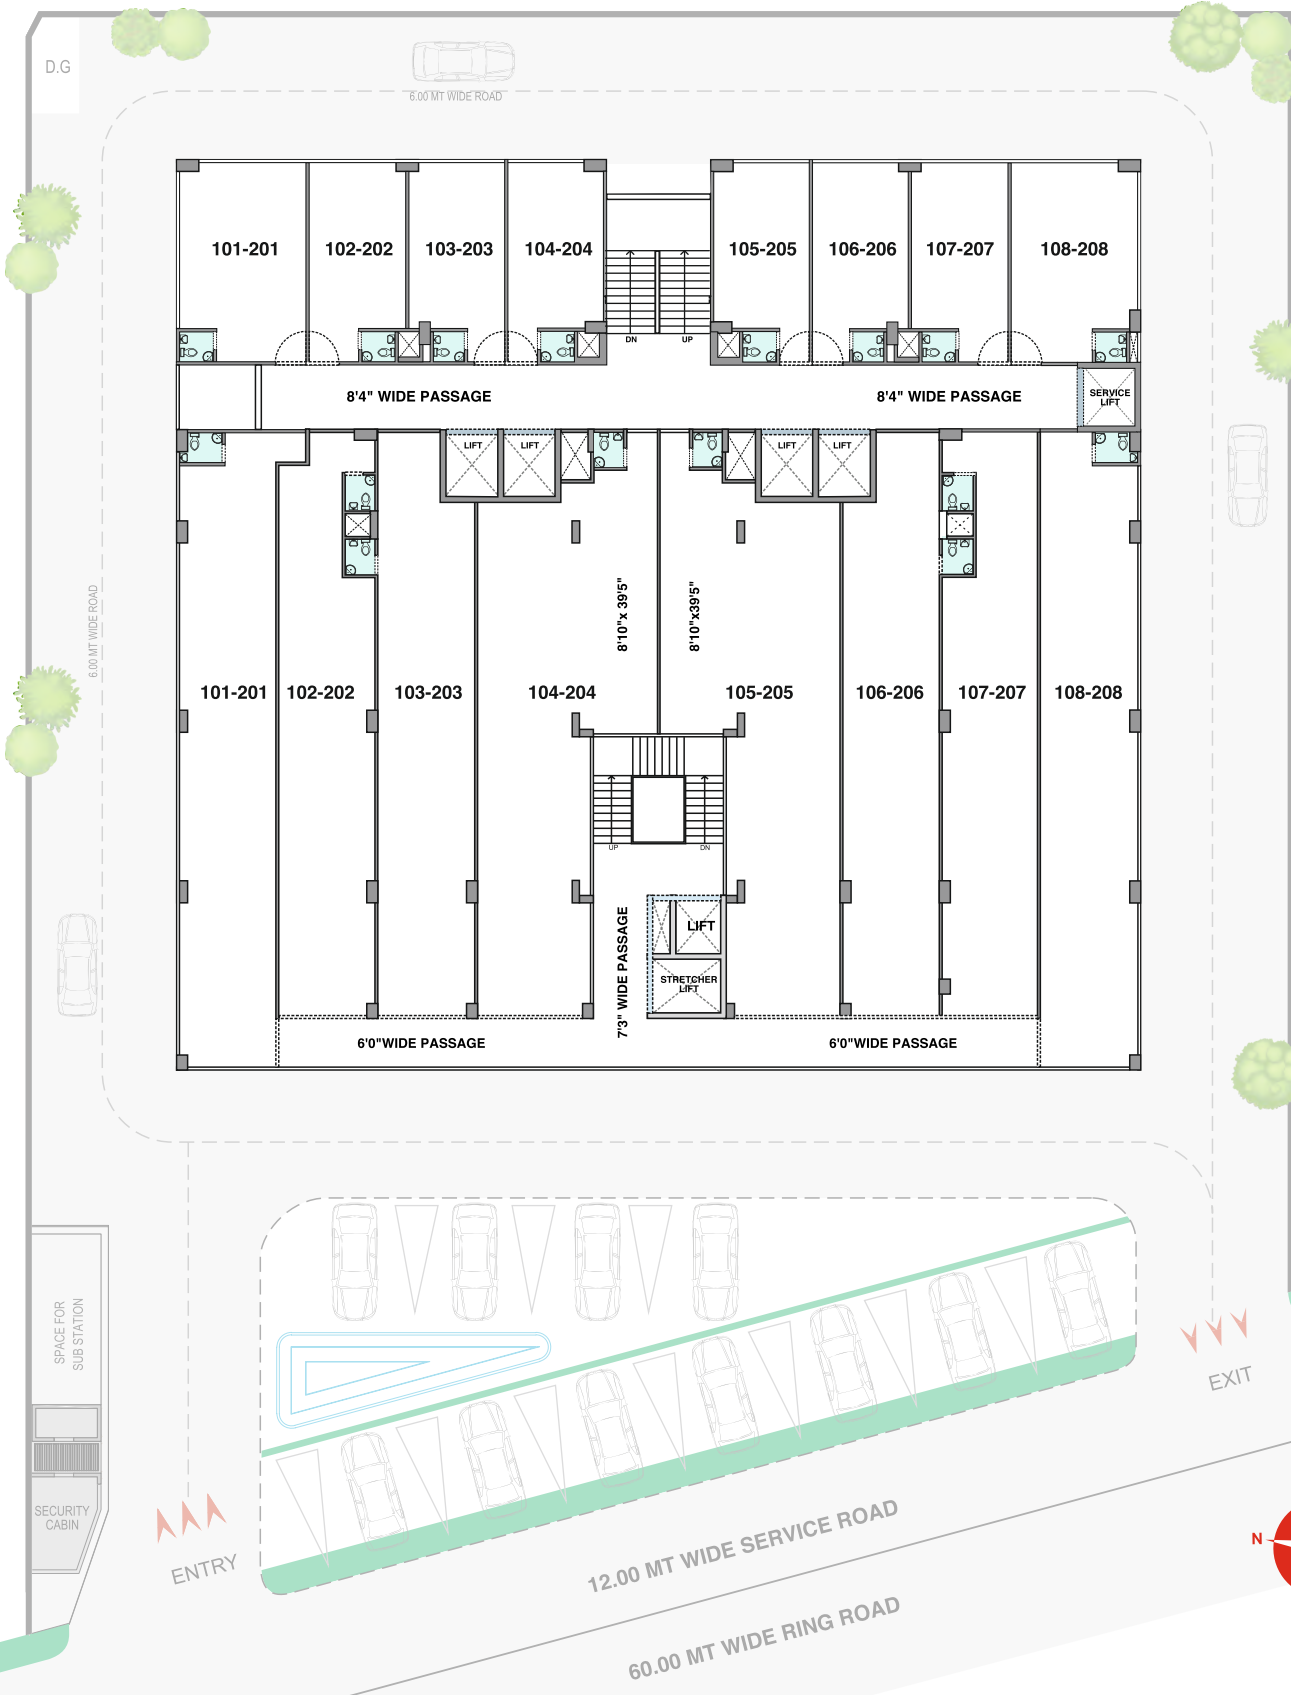 D.G
6.00 MT WIDE ROAD
101-201
102-202
103-203
104-204
105-205
106-206
107-207
108-208
DN
UP
8'4" WIDE PASSAGE
8'4" WIDE PASSAGE
SERVICE
LIFT
LIFT
LIFT
LIFT
LIFT
6.00 MT WIDE ROAD
8'10"x 39'5"
8'10"x39'5"
101-201
102-202
103-203
104-204
105-205
106-206
107-207
108-208
UP
DN
7'3" WIDE PASSAGE
LIFT
STRETCHER
LIFT
6'0"WIDE PASSAGE
6'0"WIDE PASSAGE
SPACE FOR
SUB STATION
SECURITY
CABIN
ENTRY
EXIT
12.00 MT WIDE SERVICE ROAD
60.00 MT WIDE RING ROAD
N